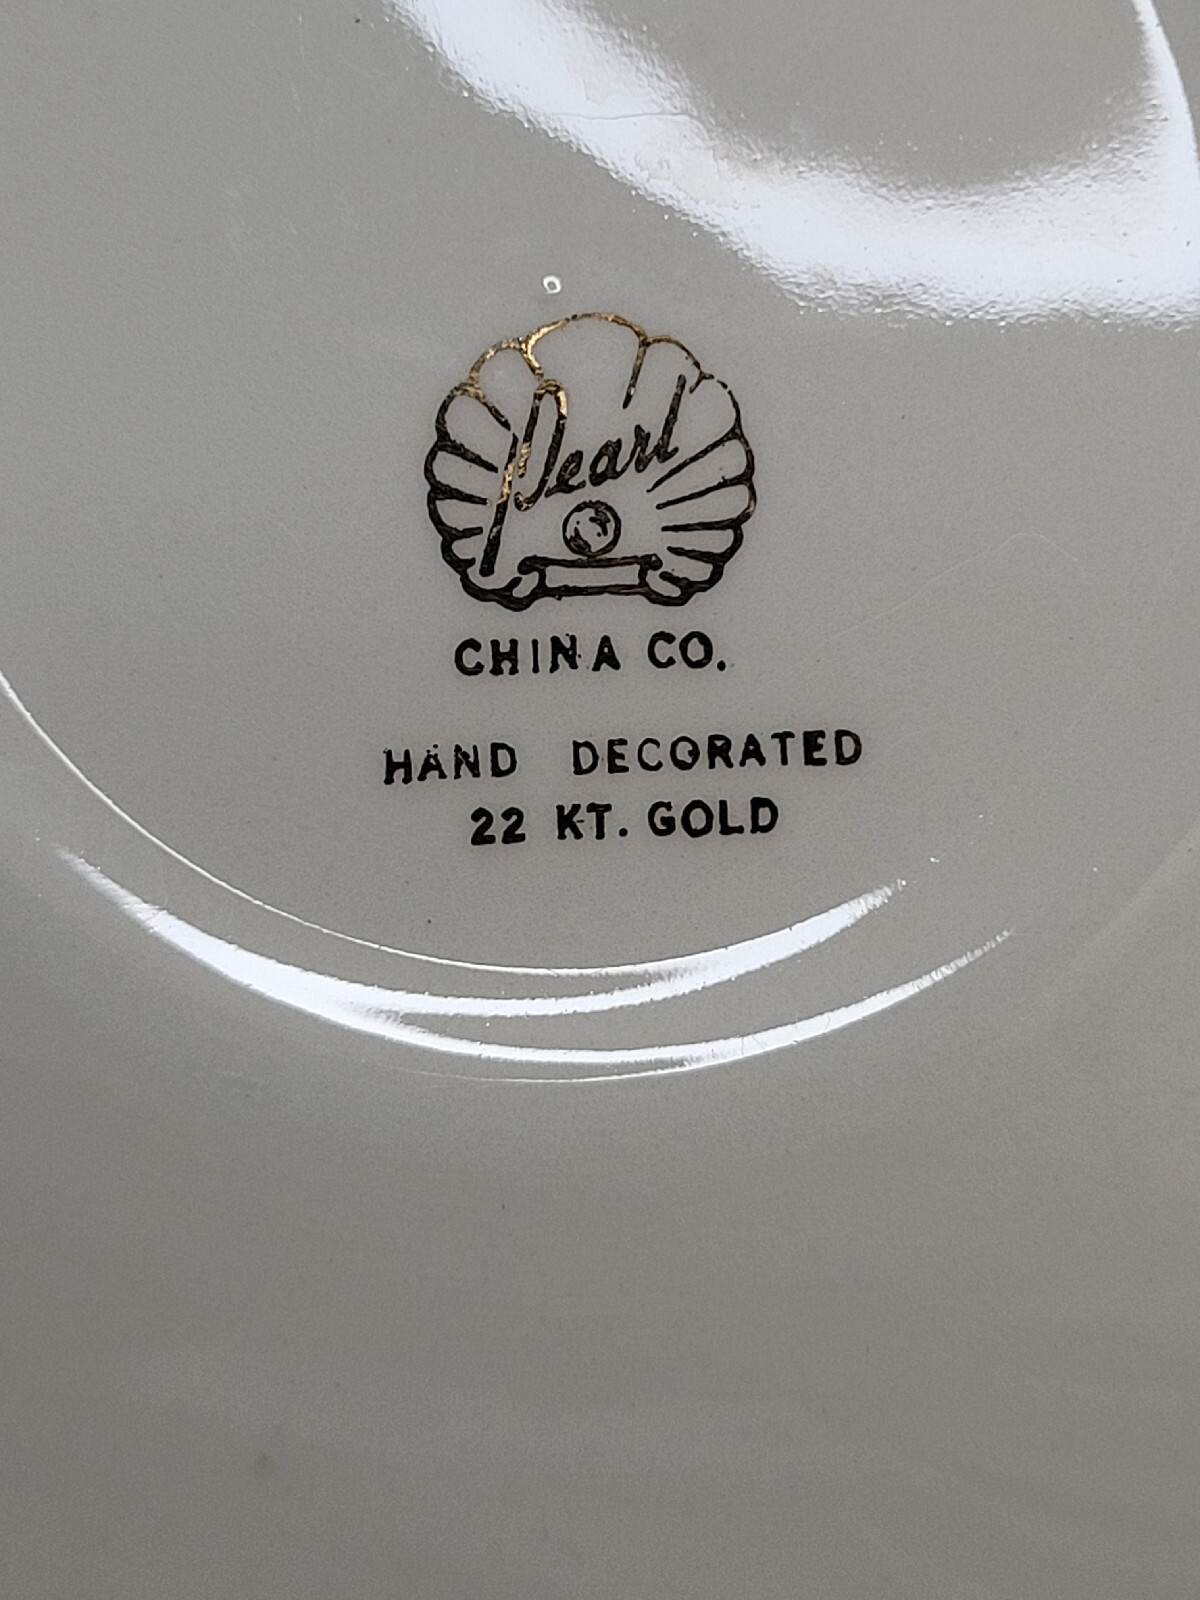 Pearl
CHINA CO.
HAND DECORATED
22 KT. GOLD